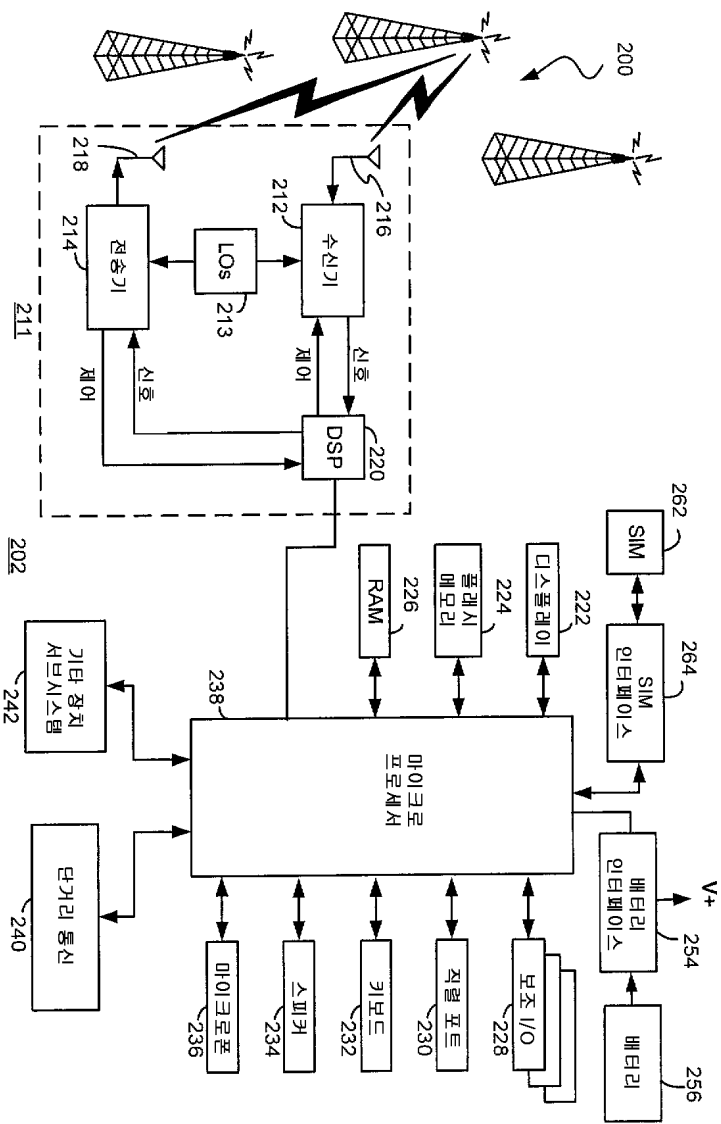 200
262
SIM
264
SIM
인터페이스
V+
254
배터리
인터페이스
256
배터리
디스플레이
222
플래시
메모리
224
RAM
226
마이크로
프로세서
238
보조 I/O
228
직렬 포트
230
키보드
232
스피커
234
마이크로폰
236
216
212
수신기
신호
제어
DSP
220
LOs
213
218
214
전송기
신호
제어
211
202
기타 장치
서브시스템
242
단거리 통신
240